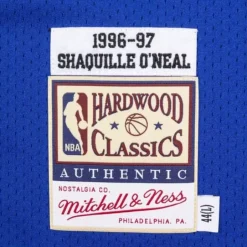 1996-97
SHAQUILLE O'NEAL
HARDWOOD
CLASSICS
NBA
AUTHENTIC
NOSTALGIA CO.
Mitchell & Ness
PHILADELPHIA, PA.